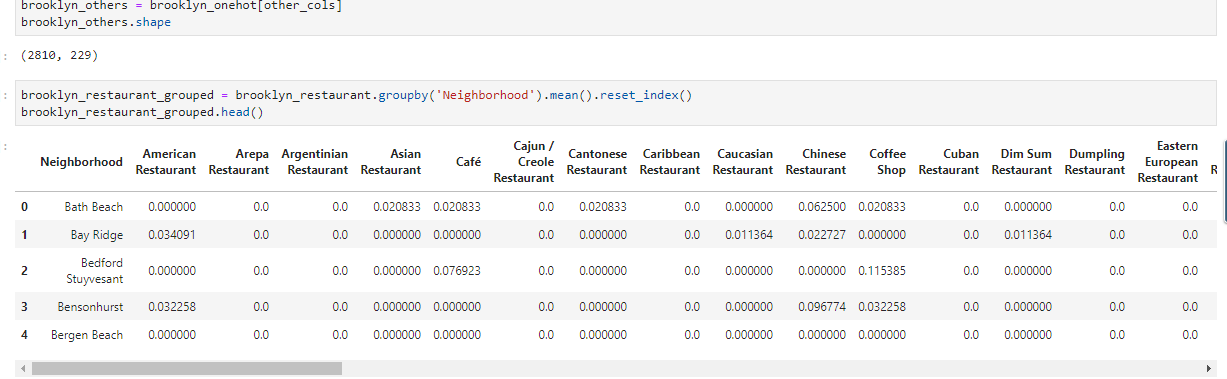 brooklyn_others = brooklyn_onehot[other_cols]
brooklyn_others.shape
: (2810, 229)
: brooklyn_restaurant_grouped = brooklyn_restaurant.groupby('Neighborhood').mean().reset_index()
brooklyn_restaurant_grouped.head()
:
Neighborhood American Restaurant Arepa Restaurant Argentinian Restaurant Asian Restaurant Café Cajun / Creole Restaurant Cantonese Restaurant Caribbean Restaurant Caucasian Restaurant Chinese Restaurant Coffee Shop Cuban Restaurant Dim Sum Restaurant Dumpling Restaurant Eastern European Restaurant R
0 Bath Beach 0.000000 0.0 0.0 0.020833 0.020833 0.0 0.020833 0.0 0.000000 0.062500 0.020833 0.0 0.000000 0.0 0.0
1 Bay Ridge 0.034091 0.0 0.0 0.000000 0.000000 0.0 0.000000 0.0 0.011364 0.022727 0.000000 0.0 0.011364 0.0 0.0
2 Bedford Stuyvesant 0.000000 0.0 0.0 0.000000 0.076923 0.0 0.000000 0.0 0.000000 0.000000 0.115385 0.0 0.000000 0.0 0.0
3 Bensonhurst 0.032258 0.0 0.0 0.000000 0.000000 0.0 0.000000 0.0 0.000000 0.096774 0.032258 0.0 0.000000 0.0 0.0
4 Bergen Beach 0.000000 0.0 0.0 0.000000 0.000000 0.0 0.000000 0.0 0.000000 0.000000 0.000000 0.0 0.000000 0.0 0.0